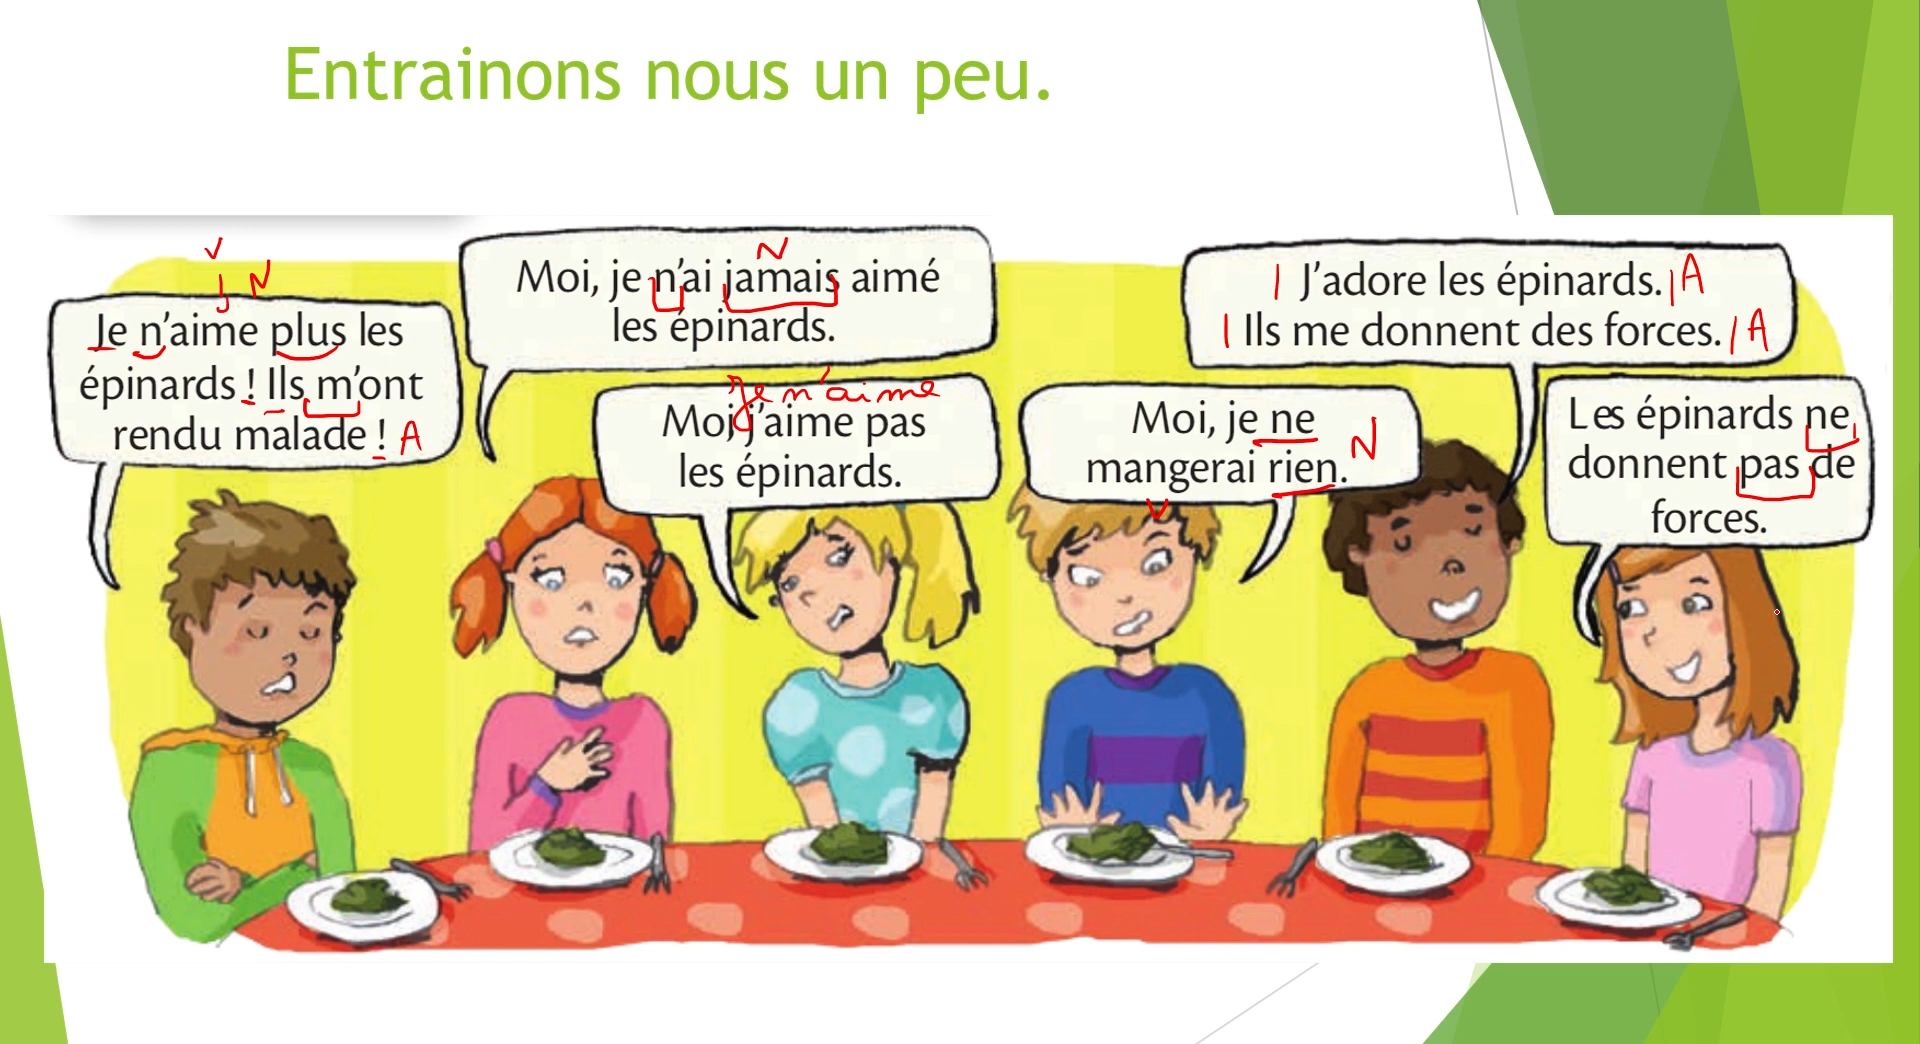 Entrainons nous un peu.
V
N
Je n'aime plus les
épinards ! Ils m'ont
rendu malade ! A
N
Moi, je n'ai jamais aimé
les épinards.
Je n'aime
Moi, j'aime pas
les épinards.
Moi, je ne
mangerai rien. N
V
J'adore les épinards. A
Ils me donnent des forces. A
Les épinards ne
donnent pas de
forces.